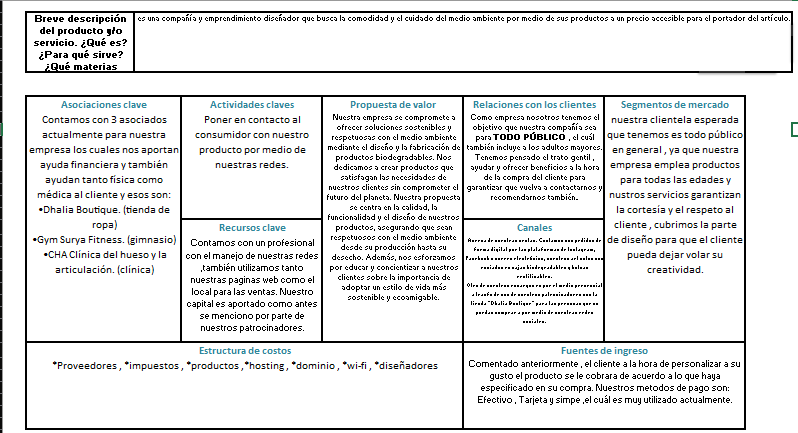 Breve descripción
del producto y/o
servicio. ¿Qué es?
¿Para qué sirve?
¿Qué materias
es una compañía y emprendimiento diseñador que busca la comodidad y el cuidado del medio ambiente por medio de sus productos a un precio accesible para el portador del artículo.
Asociaciones clave
Contamos con 3 asociados
actualmente para nuestra
empresa los cuales nos aportan
ayuda financiera y también
ayudan tanto física como
médica al cliente y esos son:
•Dhalia Boutique. (tienda de
ropa)
•Gym Surya Fitness. (gimnasio)
•CHA Clínica del hueso y la
articulación. (clínica)
Actividades claves
Poner en contacto al
consumidor con nuestro
producto por medio de
nuestras redes.
Recursos clave
Contamos con un profesional
con el manejo de nuestras redes
,también utilizamos tanto
nuestras paginas web como el
local para las ventas. Nuestro
capital es aportado como antes
se menciono por parte de
nuestros patrocinadores.
Propuesta de valor
Nuestra empresa se compromete a
ofrecer soluciones sostenibles y
respetuosas con el medio ambiente
mediante el diseño y la fabricación de
productos biodegradables. Nos
dedicamos a crear productos que
satisfagan las necesidades de
nuestros clientes sin comprometer el
futuro del planeta. Nuestra propuesta
se centra en la calidad, la
funcionalidad y el diseño de nuestros
productos, asegurando que sean
respetuosos con el medio ambiente
desde su producción hasta su
desecho. Además, nos esforzamos
por educar y concientizar a nuestros
clientes sobre la importancia de
adoptar un estilo de vida más
sostenible y ecoamigable.
Relaciones con los clientes
Como empresa nosotros tenemos el
objetivo que nuestra compañía sea
para TODO PÚBLICO , el cuál
también incluye a los adultos mayores.
Tenemos pensado el trato gentil ,
ayudar y ofrecer beneficios a la hora
de la compra del cliente para
garantizar que vuelva a contactarnos y
recomendarnos también.
Canales
Acerca de nuestras ventas. Contamos con pedidos de
forma digital por las plataformas de Instagram,
Facebook o correo electrónico, nuestros artículos son
enviados en cajas biodegradables y bolsas
reutilizables.
Otro de nuestros encargos es por el medio presencial
a través de uno de nuestros patrocinadores con la
tienda "Dhalia Boutique" para las personas que no
puedan comprar a por medio de nuestras redes
sociales.
Segmentos de mercado
nuestra clientela esperada
que tenemos es todo público
en general , ya que nuestra
empresa emplea productos
para todas las edades y
nustros servicios garantizan
la cortesía y el respeto al
cliente , cubrimos la parte
de diseño para que el cliente
pueda dejar volar su
creatividad.
Estructura de costos
*Proveedores , *impuestos , *productos ,*hosting , *dominio , *wi-fi , *diseñadores
Fuentes de ingreso
Comentado anteriormente , el cliente a la hora de personalizar a su
gusto el producto se le cobrara de acuerdo a lo que haya
especificado en su compra. Nuestros metodos de pago son:
Efectivo , Tarjeta y simpe ,el cuál es muy utilizado actualmente.